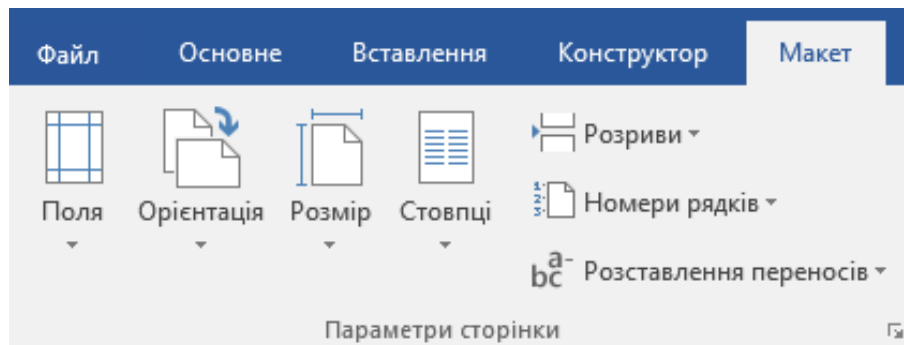 Файл Основне Вставлення Конструктор Макет
Поля Орієнтація Розмір Стовпці
Розриви
Номери рядків
Розставлення переносів
Параметри сторінки